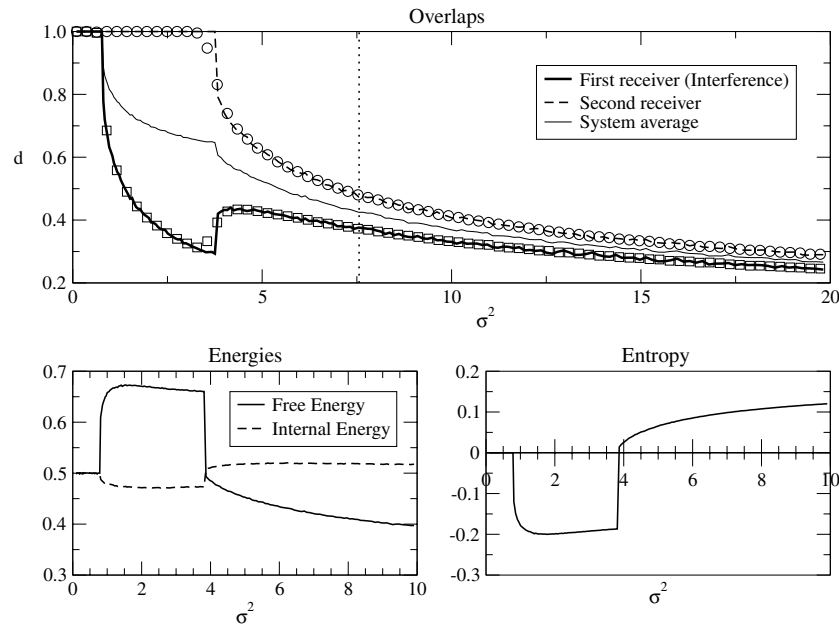 Overlaps
1.0
0.8
0.6
0.4
0.2
d
First receiver (Interference)
Second receiver
System average
0 5 10 15 20
σ²
Energies
0.7
0.6
0.5
0.4
0.3
Free Energy
Internal Energy
0 2 4 6 8 10
σ²
Entropy
0.2
0.1
0
-0.1
-0.2
-0.3
0 2 4 6 8 10
σ²